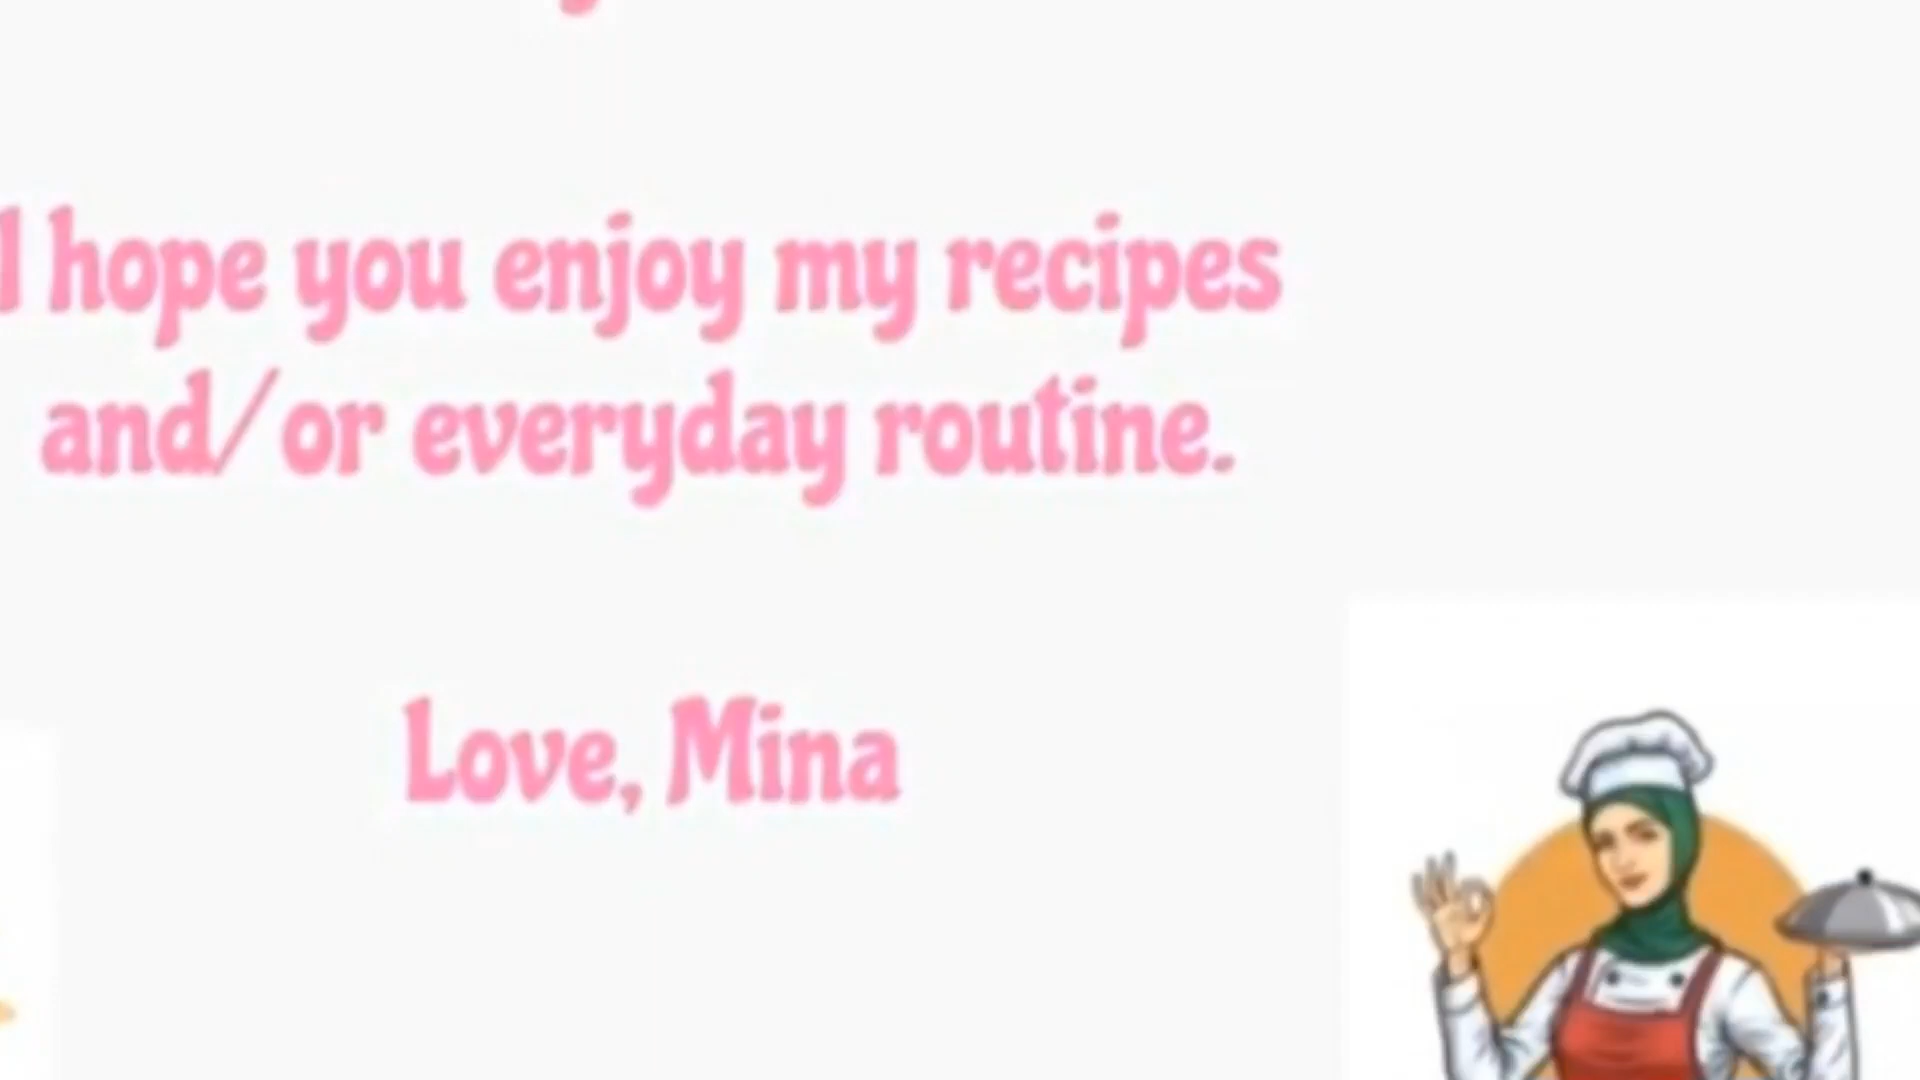 I hope you enjoy my recipes
and/or everyday routine.
Love, Mina